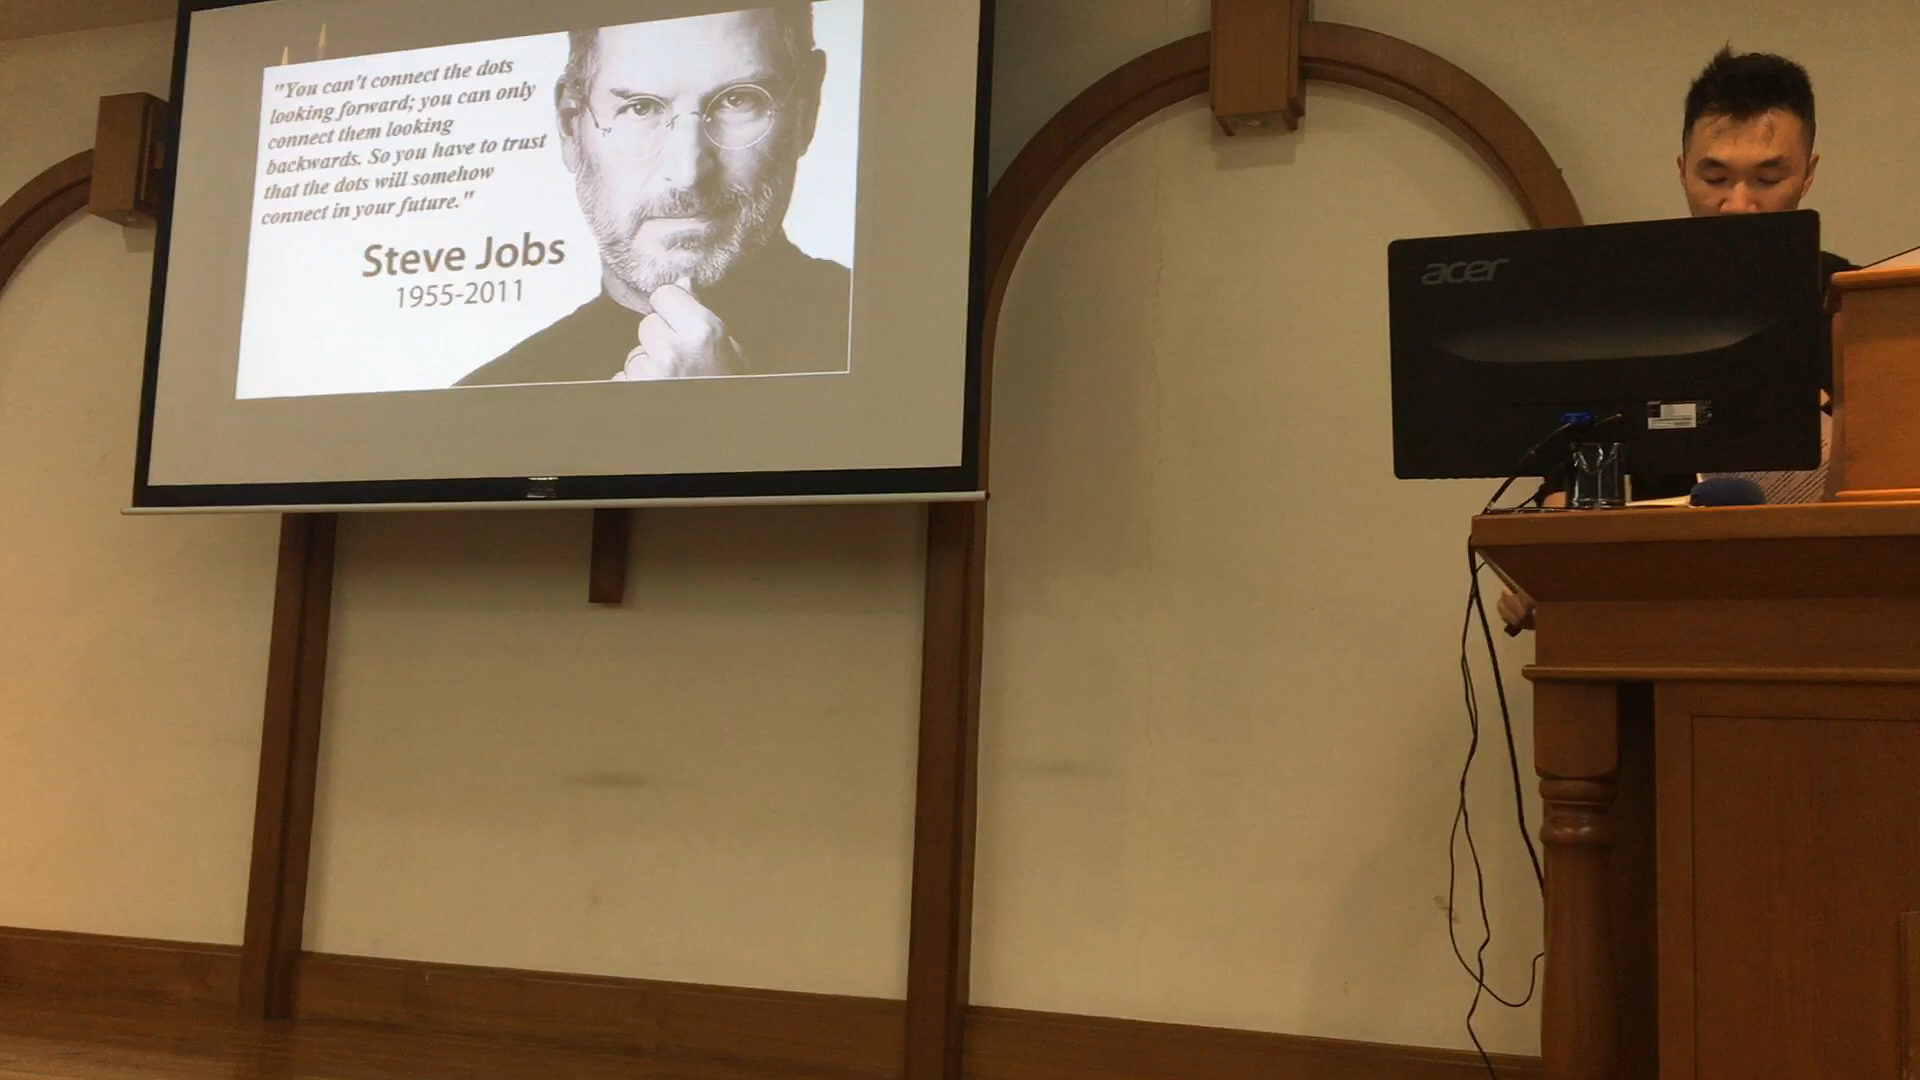 "You can't connect the dots
looking forward; you can only
connect them looking
backwards. So you have to trust
that the dots will somehow
connect in your future."
Steve Jobs
1955-2011
acer